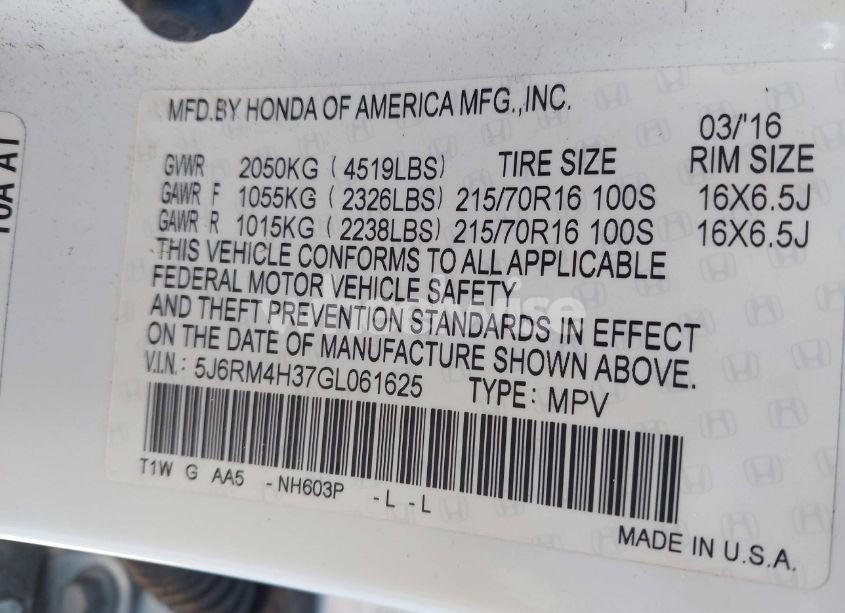 MFD.BY HONDA OF AMERICA MFG.,INC.
03/'16
GVWR 2050KG (4519LBS) TIRE SIZE RIM SIZE
GAWR F 1055KG (2326LBS) 215/70R16 100S 16X6.5J
GAWR R 1015KG (2238LBS) 215/70R16 100S 16X6.5J
THIS VEHICLE CONFORMS TO ALL APPLICABLE
FEDERAL MOTOR VEHICLE SAFETY
AND THEFT PREVENTION STANDARDS IN EFFECT
ON THE DATE OF MANUFACTURE SHOWN ABOVE.
V.I.N.: 5J6RM4H37GL061625 TYPE: MPV
T1W G AA5 -NH603P -L -L
MADE IN U.S.A.